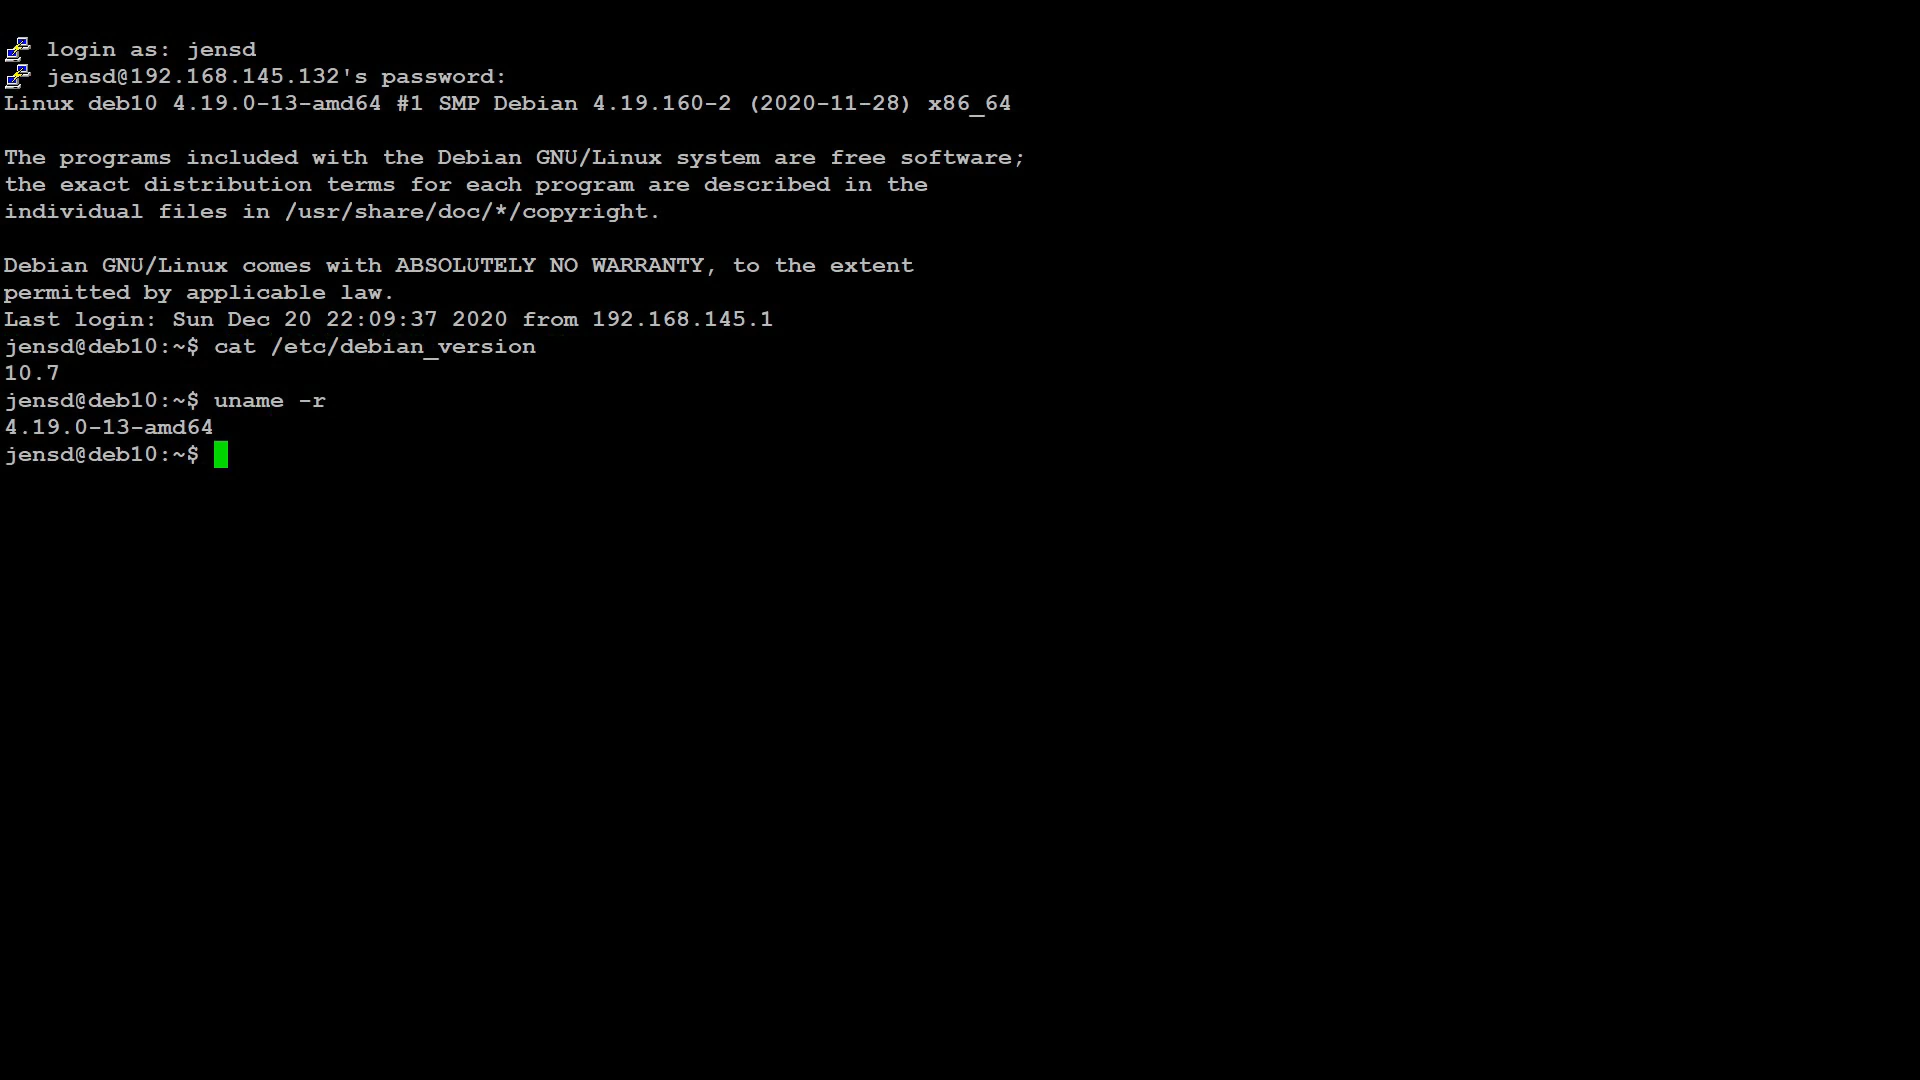 login as: jensd
jensd@192.168.145.132's password:
Linux deb10 4.19.0-13-amd64 #1 SMP Debian 4.19.160-2 (2020-11-28) x86_64
The programs included with the Debian GNU/Linux system are free software;
the exact distribution terms for each program are described in the
individual files in /usr/share/doc/*/copyright.
Debian GNU/Linux comes with ABSOLUTELY NO WARRANTY, to the extent
permitted by applicable law.
Last login: Sun Dec 20 22:09:37 2020 from 192.168.145.1
jensd@deb10:~$ cat /etc/debian_version
10.7
jensd@deb10:~$ uname -r
4.19.0-13-amd64
jensd@deb10:~$